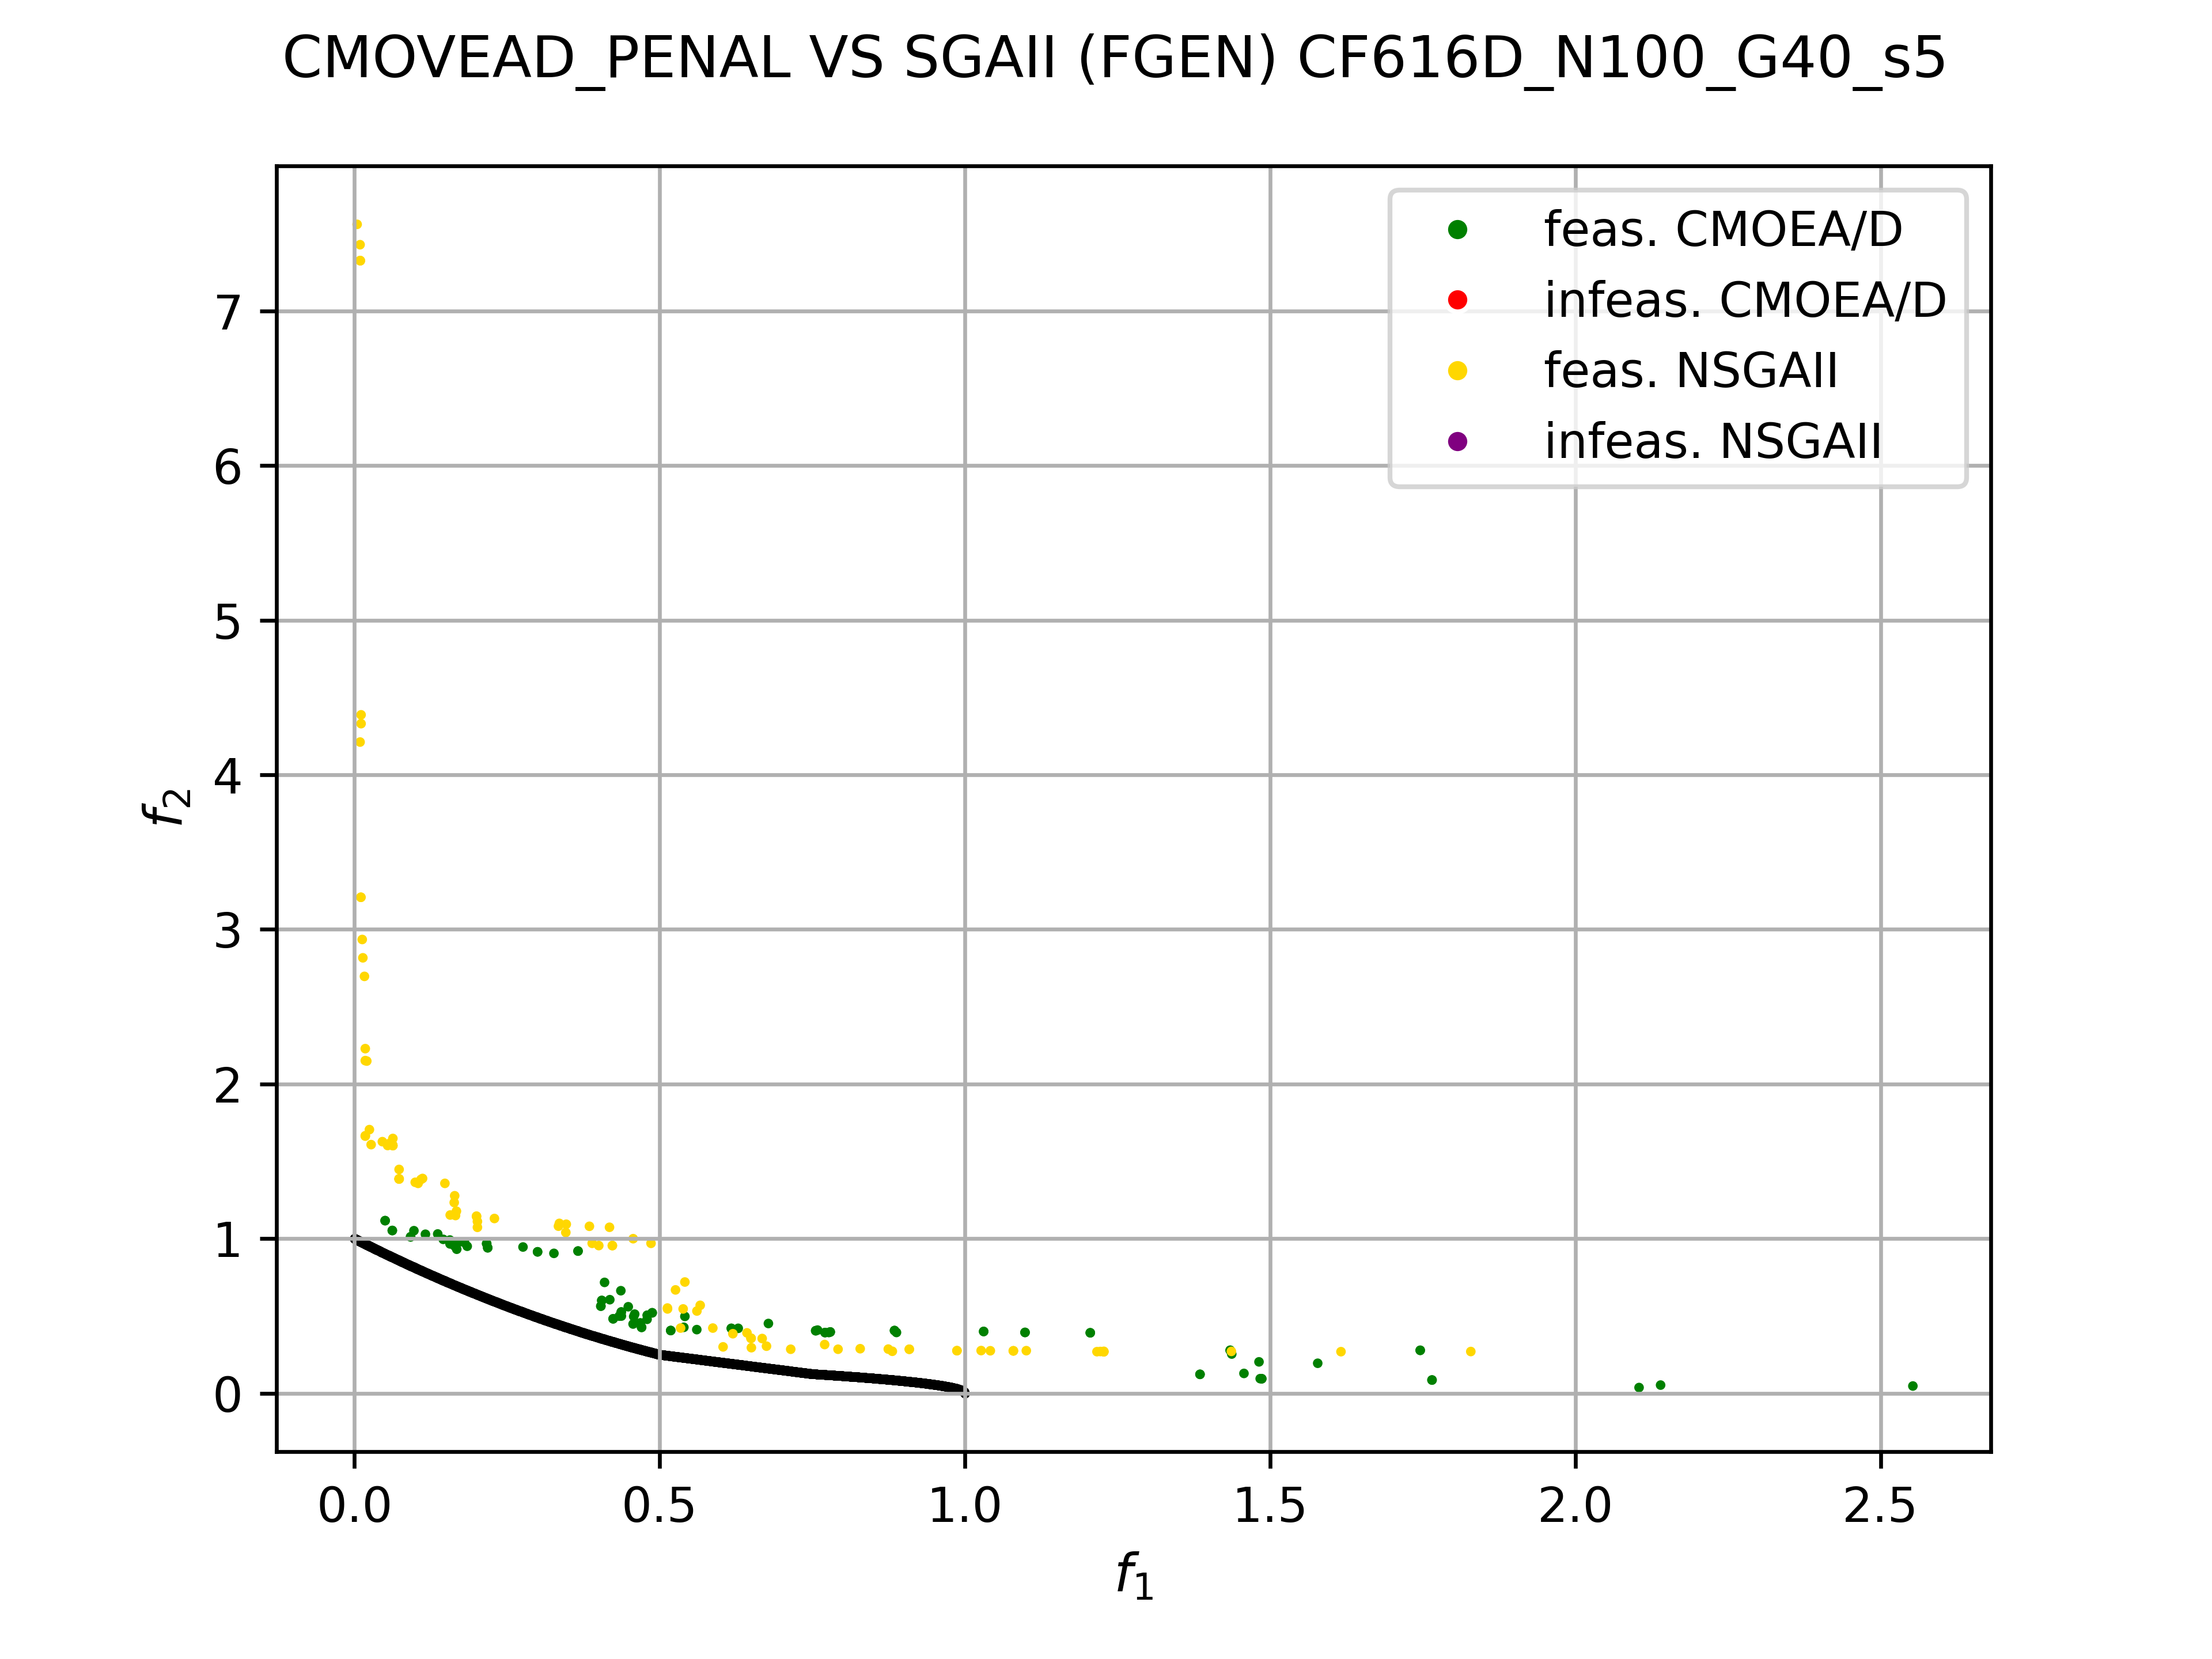 CMOVEAD_PENAL VS SGAII (FGEN) CF616D_N100_G40_s5
feas. CMOEA/D
infeas. CMOEA/D
feas. NSGAII
infeas. NSGAII
7
6
5
4
3
2
1
0
f2
0.0 0.5 1.0 1.5 2.0 2.5
f1